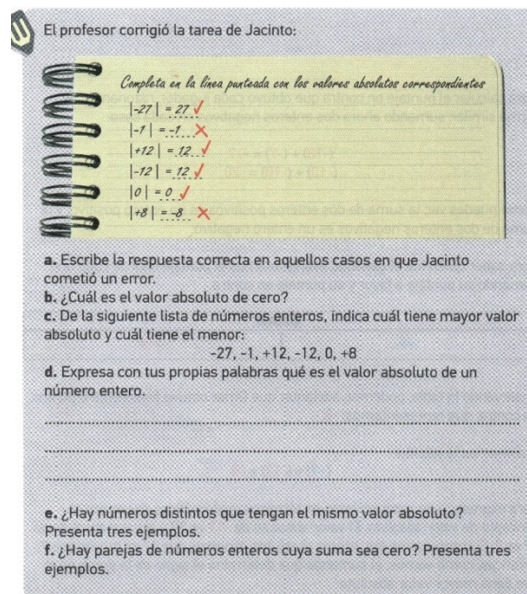 El profesor corrigió la tarea de Jacinto:
Completa en la línea punteada con los valores absolutos correspondientes
|-27| = 27 ✓
|-1| = -1 ✗
|+12| = 12 ✓
|-12| = 12 ✓
|0| = 0 ✓
|+8| = -8 ✗
a. Escribe la respuesta correcta en aquellos casos en que Jacinto
cometió un error.
b. ¿Cuál es el valor absoluto de cero?
c. De la siguiente lista de números enteros, indica cuál tiene mayor valor
absoluto y cuál tiene el menor:
-27, -1, +12, -12, 0, +8
d. Expresa con tus propias palabras qué es el valor absoluto de un
número entero.
e. ¿Hay números distintos que tengan el mismo valor absoluto?
Presenta tres ejemplos.
f. ¿Hay parejas de números enteros cuya suma sea cero? Presenta tres
ejemplos.